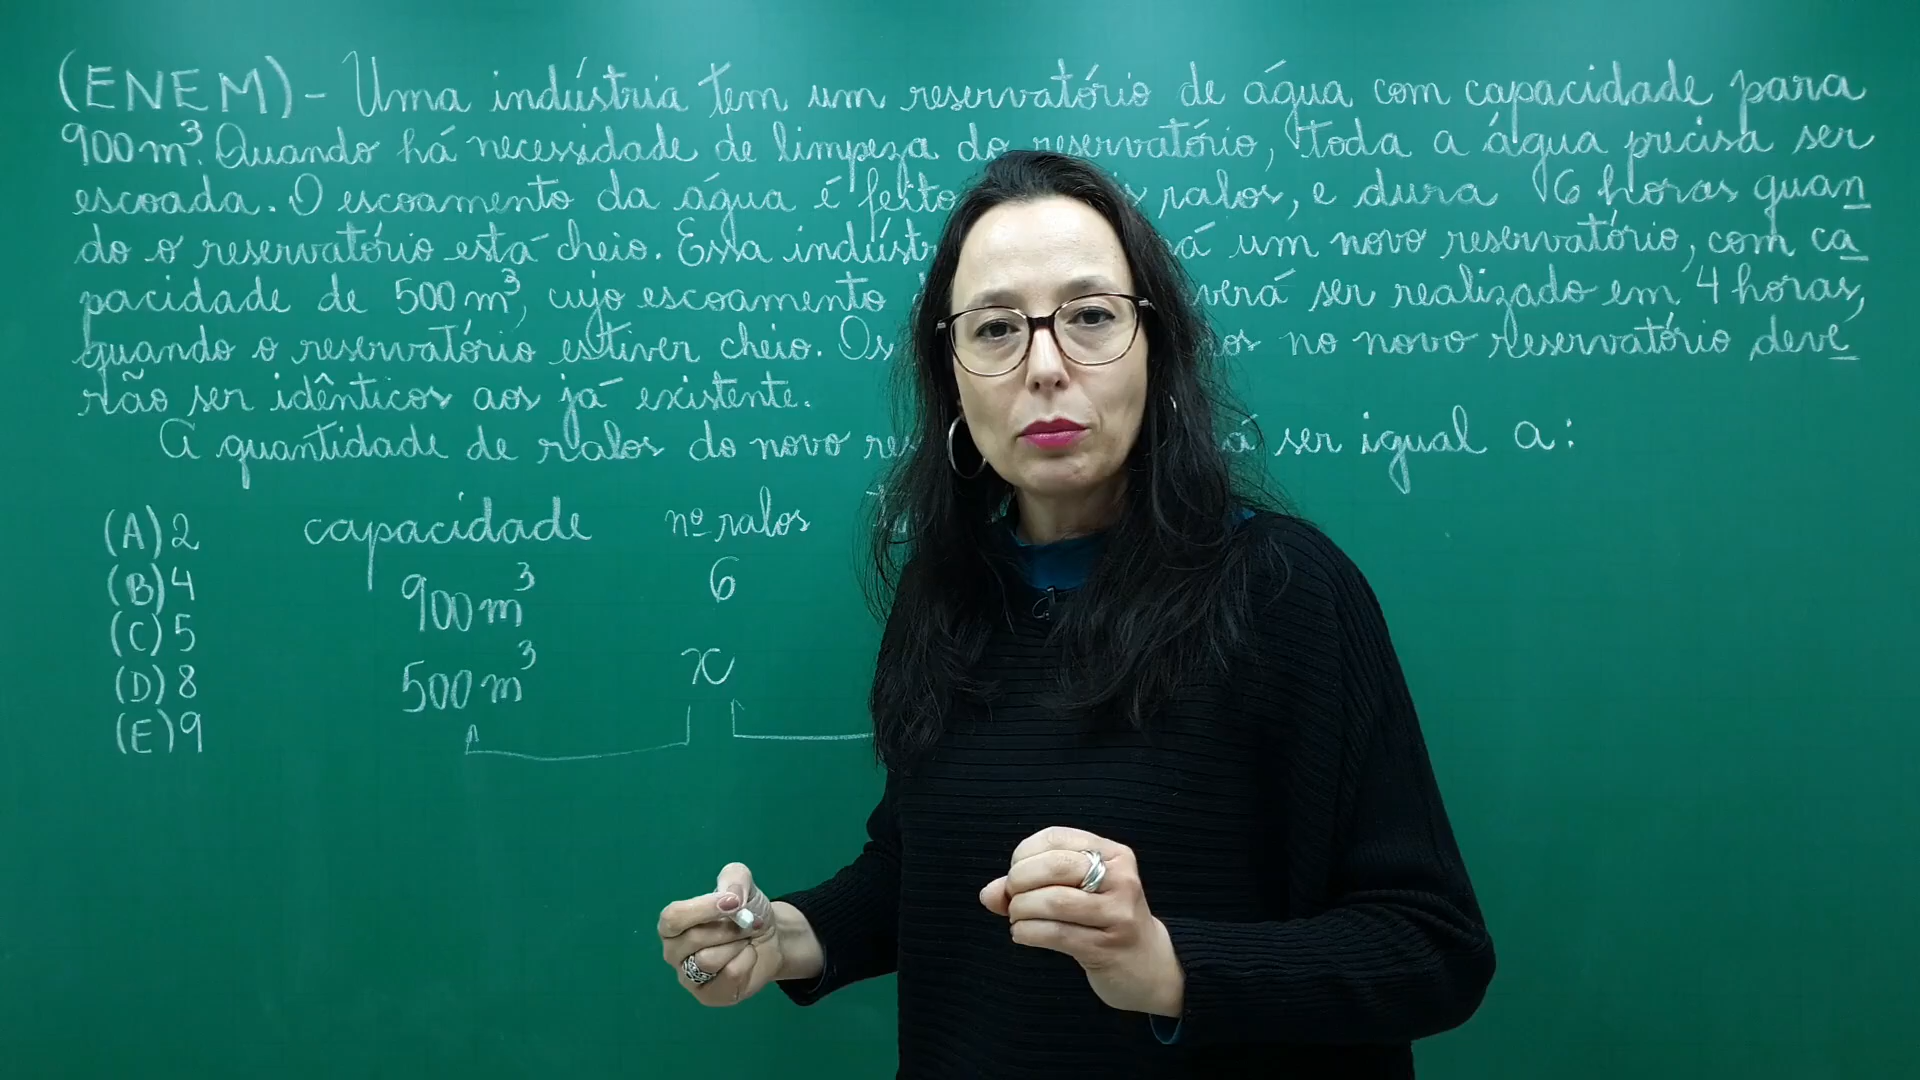 (ENEM) - Uma indústria tem um reservatório de água com capacidade para
900 m³. Quando há necessidade de limpeza do reservatório, toda a água precisa ser
escoada. O escoamento da água é feito ralos, e dura 6 horas quan
do o reservatório está cheio. Essa um novo reservatório, com ca
pacidade de 500 m³, cujo escoamento ser realizado em 4 horas,
quando o reservatório estiver cheio. Os no novo reservatório deve
rão ser idênticos aos já existente.
A quantidade de ralos do novo ser igual a:
(A) 2
(B) 4
(C) 5
(D) 8
(E) 9
capacidade nº ralos
900 m³ 6
500 m³ x